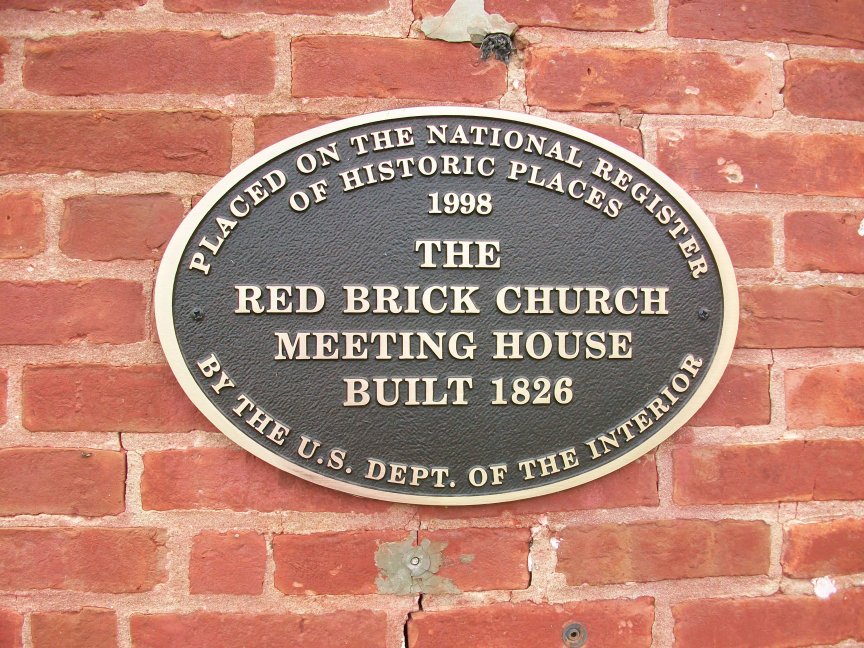 PLACED ON THE NATIONAL REGISTER
OF HISTORIC PLACES
1998
THE
RED BRICK CHURCH
MEETING HOUSE
BUILT 1826
BY THE U.S. DEPT. OF THE INTERIOR